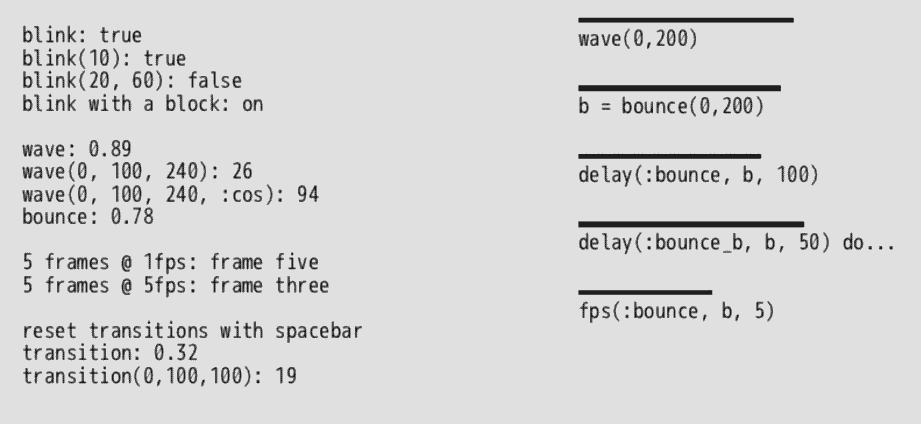 blink: true
blink(10): true
blink(20, 60): false
blink with a block: on
wave: 0.89
wave(0, 100, 240): 26
wave(0, 100, 240, :cos): 94
bounce: 0.78
5 frames @ 1fps: frame five
5 frames @ 5fps: frame three
reset transitions with spacebar
transition: 0.32
transition(0,100,100): 19
wave(0,200)
b = bounce(0,200)
delay(:bounce, b, 100)
delay(:bounce_b, b, 50) do...
fps(:bounce, b, 5)